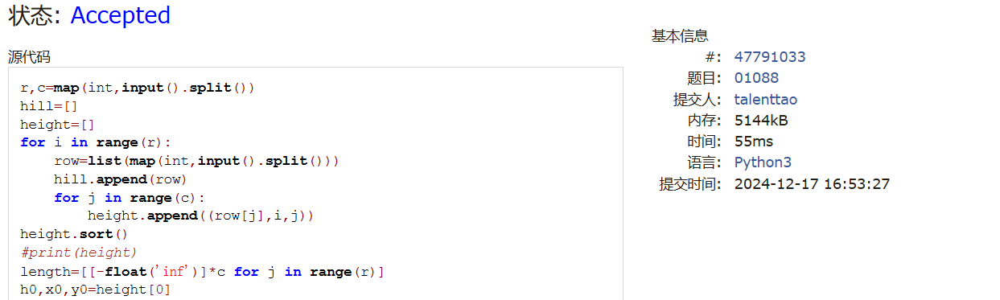 状态: Accepted
源代码
r,c=map(int,input().split())
hill=[]
height=[]
for i in range(r):
    row=list(map(int,input().split()))
    hill.append(row)
    for j in range(c):
        height.append((row[j],i,j))
height.sort()
#print(height)
length=[[-float('inf')]*c for j in range(r)]
h0,x0,y0=height[0]
基本信息
#: 47791033
题目: 01088
提交人: talenttao
内存: 5144kB
时间: 55ms
语言: Python3
提交时间: 2024-12-17 16:53:27